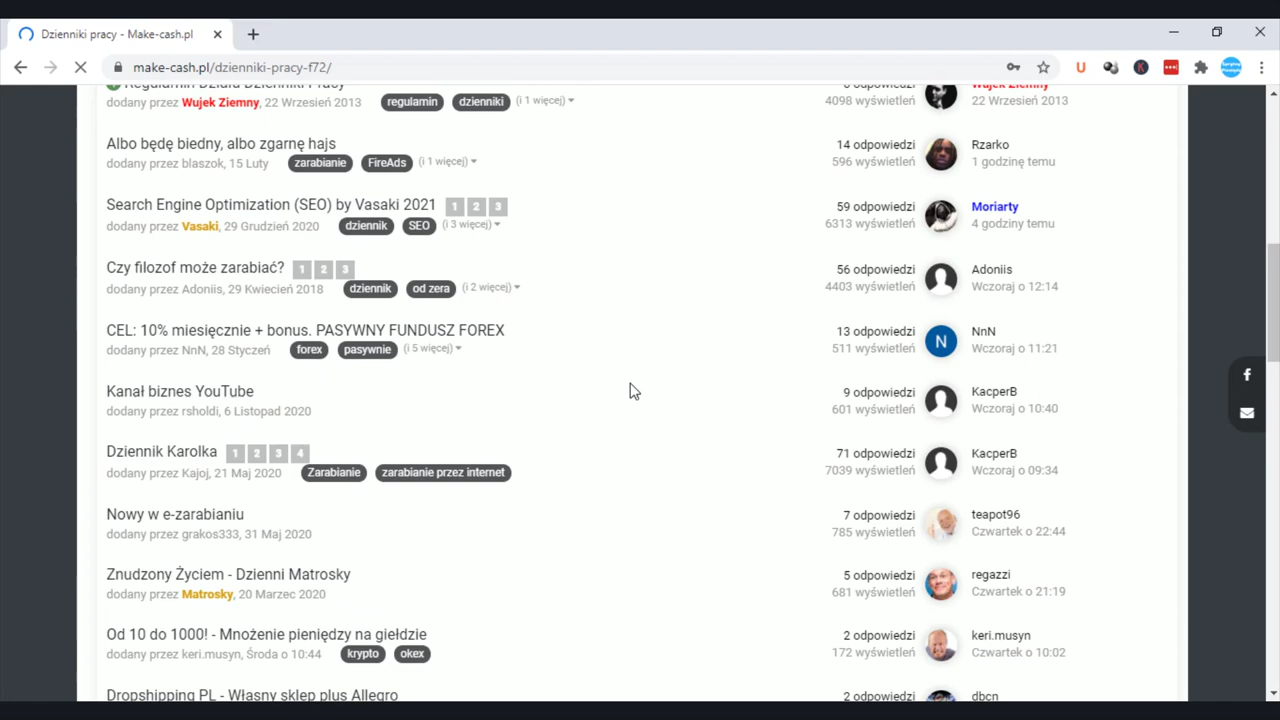 Dzienniki pracy - Make-cash.pl
make-cash.pl/dzienniki-pracy-f72/
Regulamin Działu Dzienniki Pracy
dodany przez Wujek Ziemny, 22 Wrzesień 2013 regulamin dzienniki (i 1 więcej)
4098 wyświetleń
Wujek Ziemny
22 Wrzesień 2013
Albo będę biedny, albo zgarnę hajs
dodany przez blaszok, 15 Luty zarabianie FireAds (i 1 więcej)
14 odpowiedzi
596 wyświetleń
Rzarko
1 godzinę temu
Search Engine Optimization (SEO) by Vasaki 2021 1 2 3
dodany przez Vasaki, 29 Grudzień 2020 dziennik SEO (i 3 więcej)
59 odpowiedzi
6313 wyświetleń
Moriarty
4 godziny temu
Czy filozof może zarabiać? 1 2 3
dodany przez Adoniis, 29 Kwiecień 2018 dziennik od zera (i 2 więcej)
56 odpowiedzi
4403 wyświetleń
Adoniis
Wczoraj o 12:14
CEL: 10% miesięcznie + bonus. PASYWNY FUNDUSZ FOREX
dodany przez NnN, 28 Styczeń forex pasywnie (i 5 więcej)
13 odpowiedzi
511 wyświetleń
N
NnN
Wczoraj o 11:21
Kanał biznes YouTube
dodany przez rsholdi, 6 Listopad 2020
9 odpowiedzi
601 wyświetleń
KacperB
Wczoraj o 10:40
Dziennik Karolka 1 2 3 4
dodany przez Kajoj, 21 Maj 2020 Zarabianie zarabianie przez internet
71 odpowiedzi
7039 wyświetleń
KacperB
Wczoraj o 09:34
Nowy w e-zarabianiu
dodany przez grakos333, 31 Maj 2020
7 odpowiedzi
785 wyświetleń
teapot96
Czwartek o 22:44
Znudzony Życiem - Dzienni Matrosky
dodany przez Matrosky, 20 Marzec 2020
5 odpowiedzi
681 wyświetleń
regazzi
Czwartek o 21:19
Od 10 do 1000! - Mnożenie pieniędzy na giełdzie
dodany przez keri.musyn, Środa o 10:44 krypto okex
2 odpowiedzi
172 wyświetleń
keri.musyn
Czwartek o 10:02
Dropshipping PL - Własny sklep plus Allegro
2 odpowiedzi
dbcn